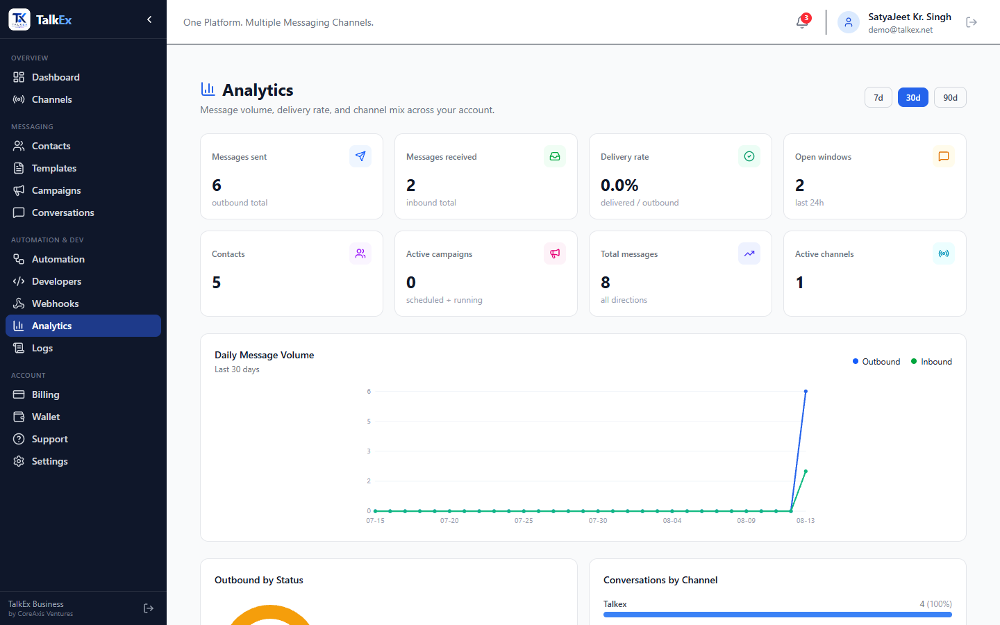 TK
TALKEX
TalkEx
One Platform. Multiple Messaging Channels.
3
SatyaJeet Kr. Singh
demo@talkex.net
OVERVIEW
Dashboard
Channels
MESSAGING
Contacts
Templates
Campaigns
Conversations
AUTOMATION & DEV
Automation
Developers
Webhooks
Analytics
Logs
ACCOUNT
Billing
Wallet
Support
Settings
TalkEx Business
by CoreAxis Ventures
Analytics
Message volume, delivery rate, and channel mix across your account.
7d 30d 90d
Messages sent
6
outbound total
Messages received
2
inbound total
Delivery rate
0.0%
delivered / outbound
Open windows
2
last 24h
Contacts
5
Active campaigns
0
scheduled + running
Total messages
8
all directions
Active channels
1
Daily Message Volume
Last 30 days
Outbound Inbound
6
5
3
2
0
07-15 07-20 07-25 07-30 08-04 08-09 08-13
Outbound by Status
Conversations by Channel
Talkex 4 (100%)